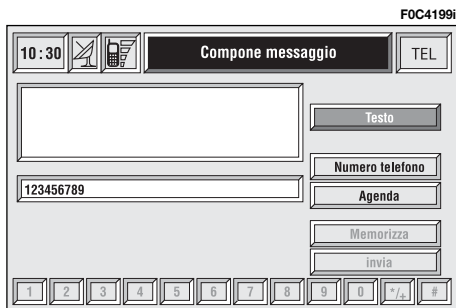 F0C4199i
10:30 Compone messaggio TEL
Testo
Numero telefono
123456789
Agenda
Memorizza
invia
1 2 3 4 5 6 7 8 9 0 */+ #